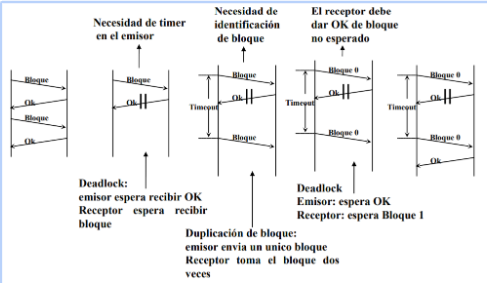 Necesidad de timer
en el emisor
Necesidad de
identificación
de bloque
El receptor debe
dar OK de bloque
no esperado
Bloque
Ok
Bloque
Ok
Bloque
Ok
Bloque
Ok
Timeout
Bloque
Bloque 0
Ok
Timeout
Bloque 0
Bloque 0
Ok
Timeout
Bloque 0
Ok
Deadlock:
emisor espera recibir OK
Receptor espera recibir
bloque
Duplicación de bloque:
emisor envia un unico bloque
Receptor toma el bloque dos
veces
Deadlock
Emisor: espera OK
Receptor: espera Bloque 1